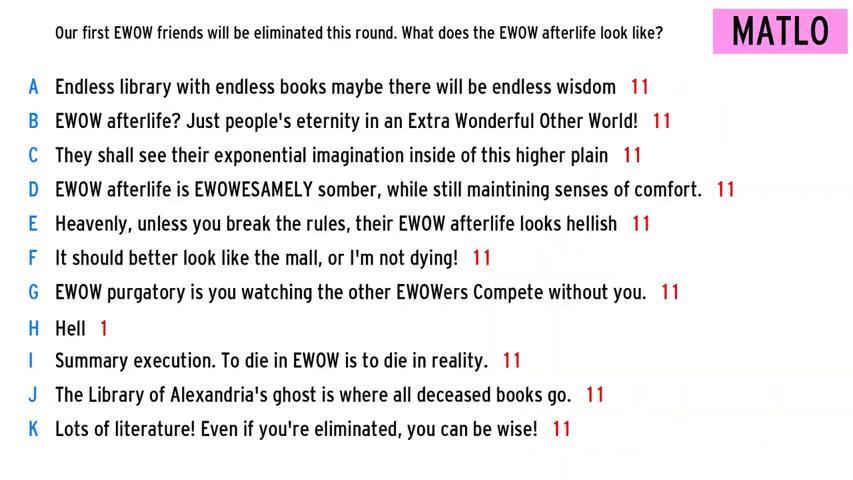 Our first EWOW friends will be eliminated this round. What does the EWOW afterlife look like?
MATLO
A Endless library with endless books maybe there will be endless wisdom 11
B EWOW afterlife? Just people's eternity in an Extra Wonderful Other World! 11
C They shall see their exponential imagination inside of this higher plain 11
D EWOW afterlife is EWOWESAMELY somber, while still maintining senses of comfort. 11
E Heavenly, unless you break the rules, their EWOW afterlife looks hellish 11
F It should better look like the mall, or I'm not dying! 11
G EWOW purgatory is you watching the other EWOWers Compete without you. 11
H Hell 1
I Summary execution. To die in EWOW is to die in reality. 11
J The Library of Alexandria's ghost is where all deceased books go. 11
K Lots of literature! Even if you're eliminated, you can be wise! 11